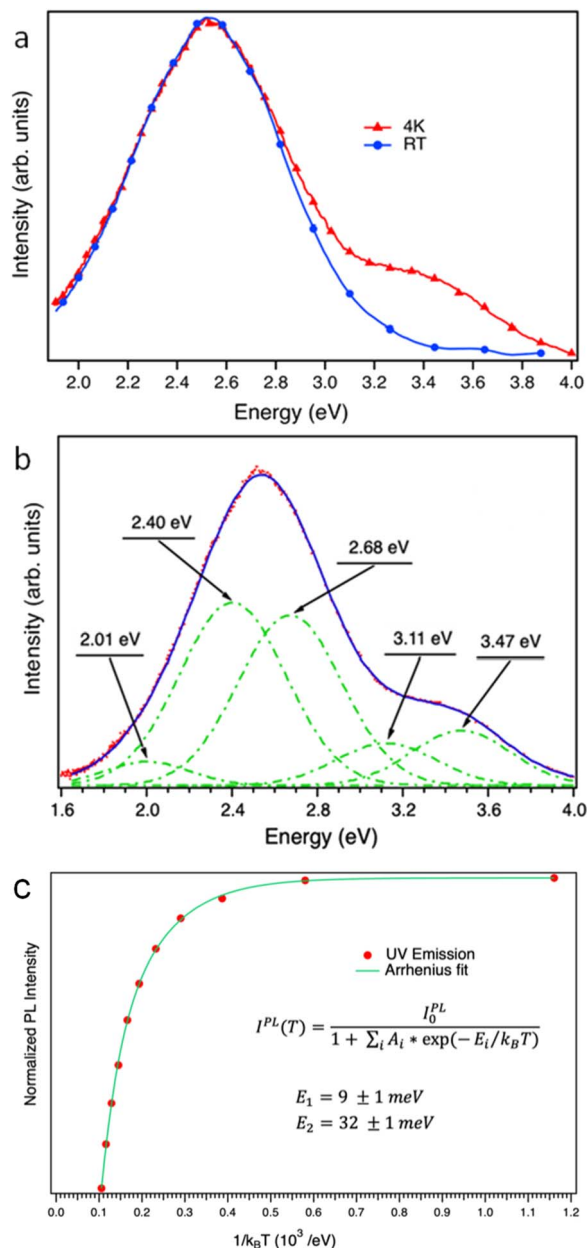 a
Intensity (arb. units)
4K
RT
2.0 2.2 2.4 2.6 2.8 3.0 3.2 3.4 3.6 3.8 4.0
Energy (eV)
b
Intensity (arb. units)
2.40 eV
2.68 eV
2.01 eV
3.11 eV
3.47 eV
1.6 2.0 2.4 2.8 3.2 3.6 4.0
Energy (eV)
c
Normalized PL Intensity
UV Emission
Arrhenius fit
I^{PL}(T) = I_0^{PL} / (1 + ∑_i A_i * exp(−E_i/k_BT))
E_1 = 9 ± 1 meV
E_2 = 32 ± 1 meV
0.0 0.1 0.2 0.3 0.4 0.5 0.6 0.7 0.8 0.9 1.0 1.1 1.2
1/k_BT (10^3 /eV)